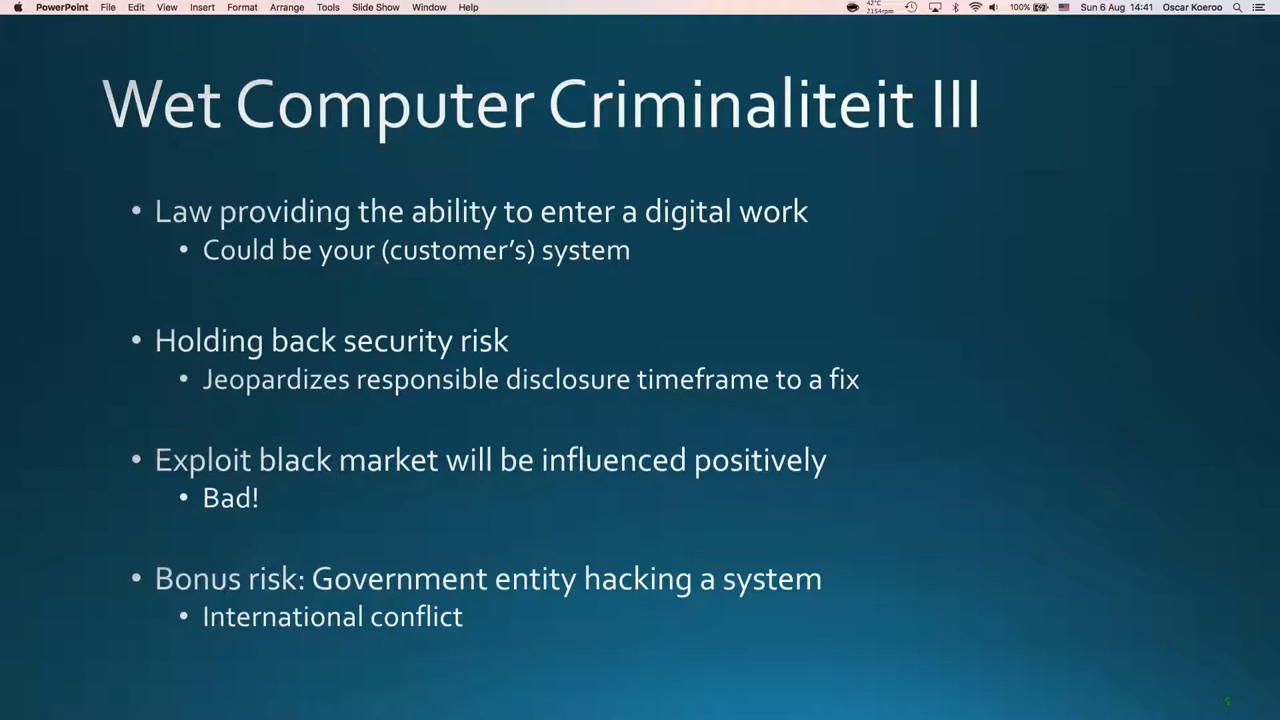 PowerPoint File Edit View Insert Format Arrange Tools Slide Show Window Help 42°C 2154rpm 100% Sun 6 Aug 14:41 Oscar Koeroo
Wet Computer Criminaliteit III
• Law providing the ability to enter a digital work
• Could be your (customer's) system
• Holding back security risk
• Jeopardizes responsible disclosure timeframe to a fix
• Exploit black market will be influenced positively
• Bad!
• Bonus risk: Government entity hacking a system
• International conflict